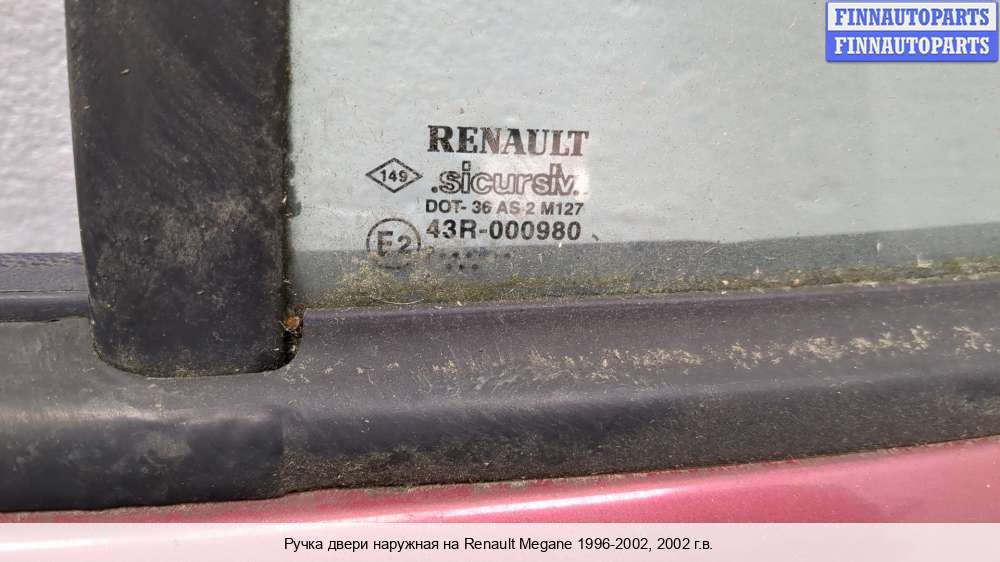 FINNAUTOPARTS
FINNAUTOPARTS
RENAULT
149
.sicursiv.
DOT- 36 AS-2 M127
E2
43R-000980
Ручка двери наружная на Renault Megane 1996-2002, 2002 г.в.